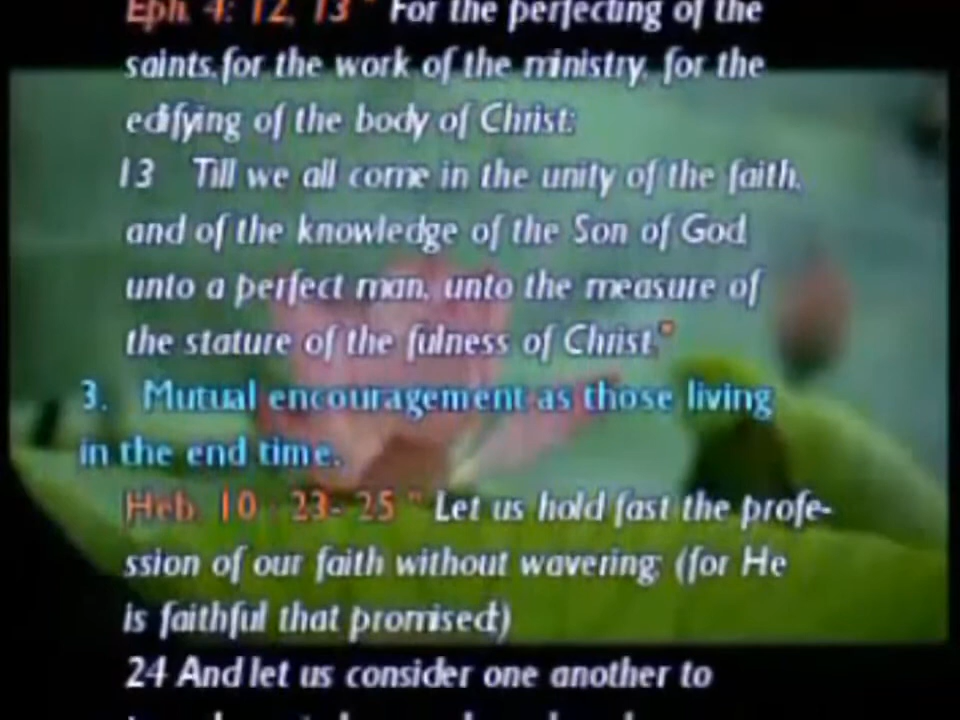 Eph. 4: 12, 13 " For the perfecting of the
saints, for the work of the ministry, for the
edifying of the body of Christ:
13 Till we all come in the unity of the faith,
and of the knowledge of the Son of God,
unto a perfect man, unto the measure of
the stature of the fulness of Christ."
3. Mutual encouragement as those living
in the end time.
Heb. 10 : 23- 25 " Let us hold fast the profe-
ssion of our faith without wavering; (for He
is faithful that promised;)
24 And let us consider one another to